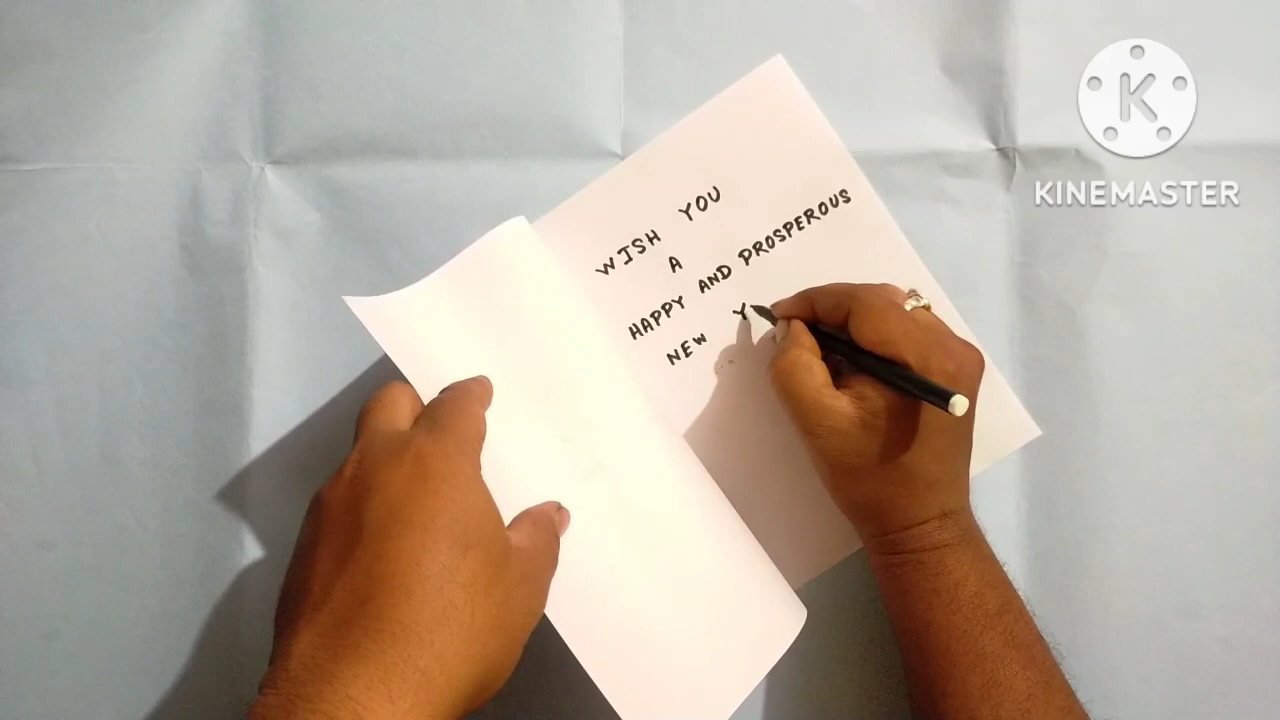 WISH YOU
A
HAPPY AND PROSPEROUS
NEW Y
K
KINEMASTER